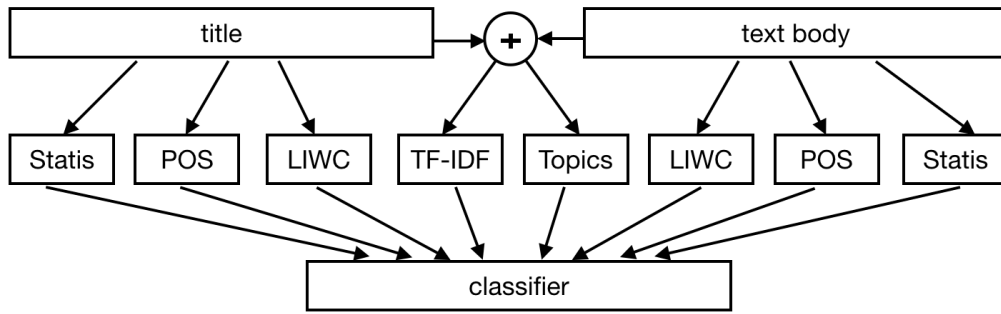 title
+
text body
Statis
POS
LIWC
TF-IDF
Topics
LIWC
POS
Statis
classifier